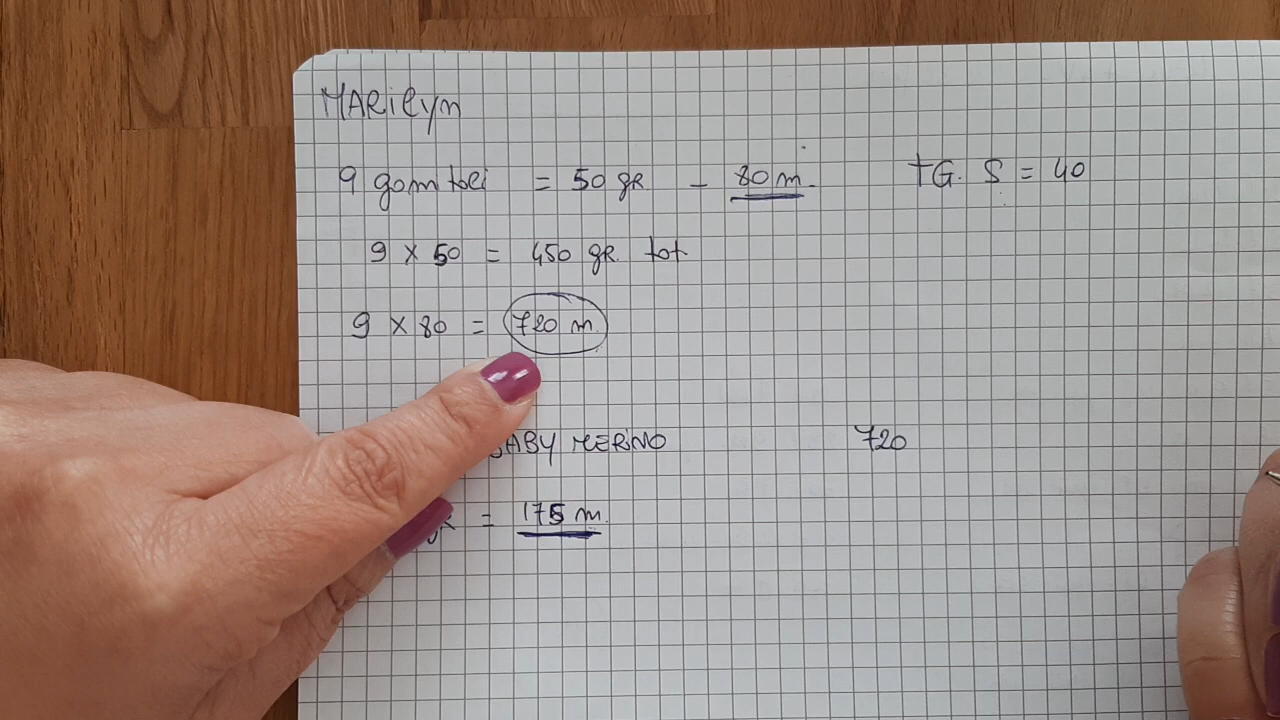 MARilyn
9 gomitoli = 50 gR - 80 m. TG. S = 40
9 x 50 = 450 gR. tot
9 x 80 = 720 m.
BABY MERINO 720
= 175 m.